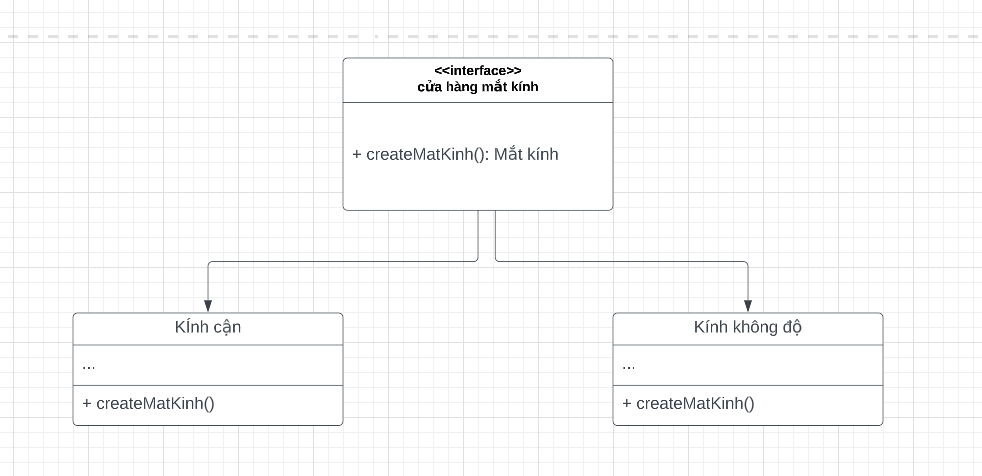 <<interface>>
cửa hàng mắt kính
+ createMatKinh(): Mắt kính
KÍnh cận
...
+ createMatKinh()
Kính không độ
...
+ createMatKinh()